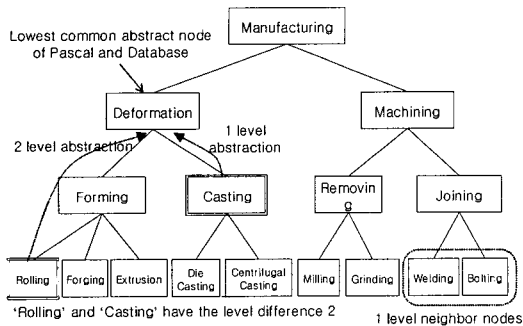 Manufacturing
Lowest common abstract node
of Pascal and Database
Deformation
Machining
2 level abstraction
1 level
abstraction
Forming
Casting
Removin
g
Joining
Rolling
Forging
Extrusion
Die
Casting
Centrifugal
Casting
Milling
Grinding
Welding
Bolting
'Rolling' and 'Casting' have the level difference 2
1 level neighbor nodes